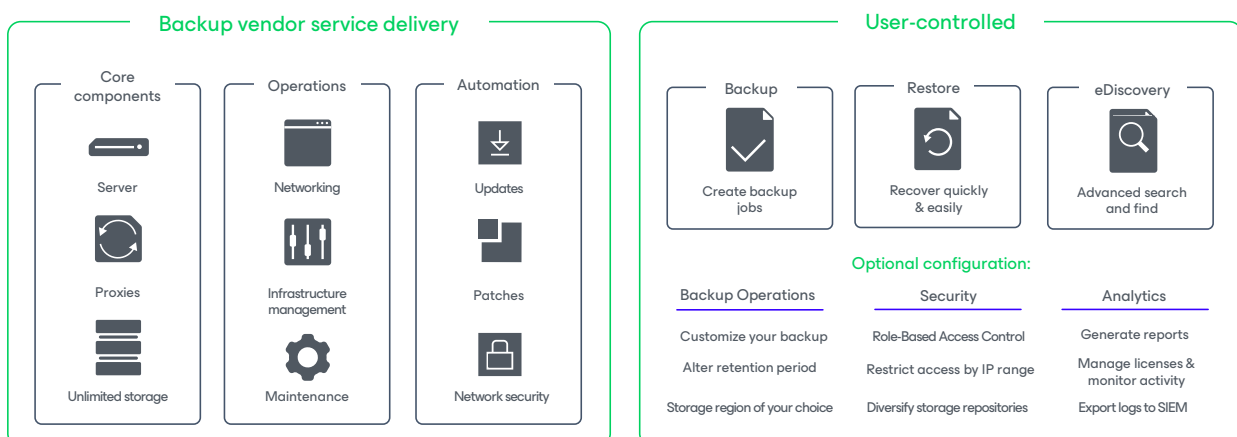 Backup vendor service delivery
Core
components
Server
Proxies
Unlimited storage
Operations
Networking
Infrastructure
management
Maintenance
Automation
Updates
Patches
Network security
User-controlled
Backup
Create backup
jobs
Restore
Recover quickly
& easily
eDiscovery
Advanced search
and find
Optional configuration:
Backup Operations
Customize your backup
Alter retention period
Storage region of your choice
Security
Role-Based Access Control
Restrict access by IP range
Diversify storage repositories
Analytics
Generate reports
Manage licenses &
monitor activity
Export logs to SIEM